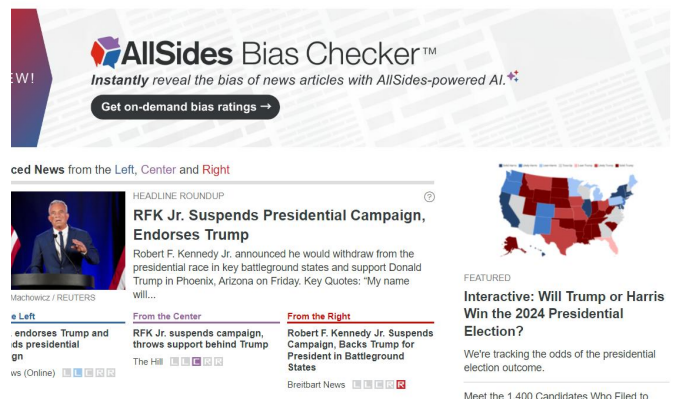 EW!
AllSides Bias Checker™
Instantly reveal the bias of news articles with AllSides-powered AI.
Get on-demand bias ratings →
ced News from the Left, Center and Right
HEADLINE ROUNDUP
?
RFK Jr. Suspends Presidential Campaign,
Endorses Trump
Robert F. Kennedy Jr. announced he would withdraw from the
presidential race in key battleground states and support Donald
Trump in Phoenix, Arizona on Friday. Key Quotes: “My name
will...
Machowicz / REUTERS
e Left
endorses Trump and
ds presidential
gn
ws (Online) L L C R R
From the Center
RFK Jr. suspends campaign,
throws support behind Trump
The Hill L L C R R
From the Right
Robert F. Kennedy Jr. Suspends
Campaign, Backs Trump for
President in Battleground
States
Breitbart News L L C R R
FEATURED
Interactive: Will Trump or Harris
Win the 2024 Presidential
Election?
We're tracking the odds of the presidential
election outcome.
Meet the 1,400 Candidates Who Filed to